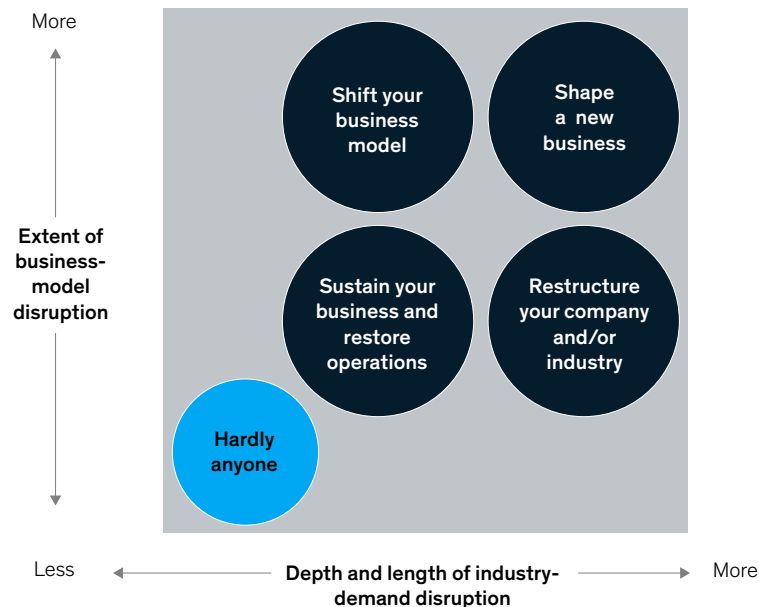 More
Shift your
business
model
Shape
a new
business
Extent of
business-
model
disruption
Sustain your
business and
restore
operations
Restructure
your company
and/or
industry
Hardly
anyone
Less
Depth and length of industry-
demand disruption
More